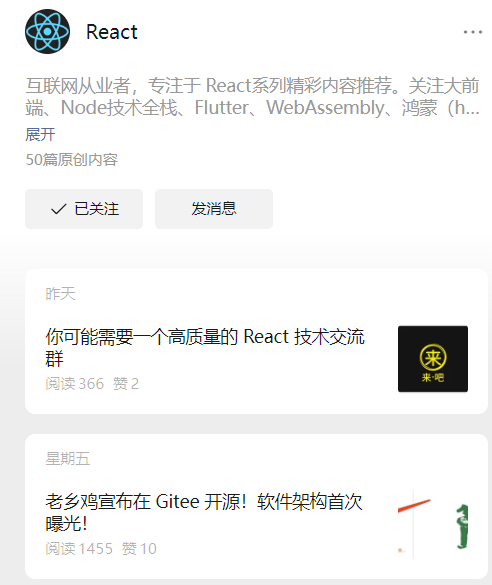 React
互联网从业者，专注于 React系列精彩内容推荐。关注大前
端、Node技术全栈、Flutter、WebAssembly、鸿蒙（h...
展开
50篇原创内容
已关注
发消息
昨天
你可能需要一个高质量的 React 技术交流
群
阅读 366 赞 2
来
来·吧
星期五
老乡鸡宣布在 Gitee 开源！软件架构首次
曝光！
阅读 1455 赞 10